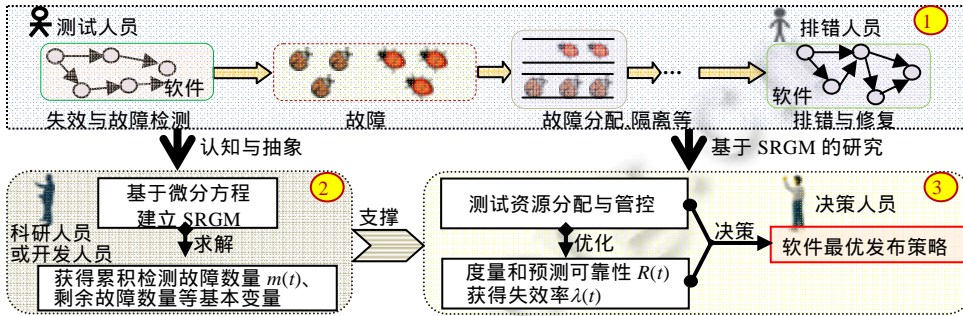 测试人员
排错人员
1
软件
软件
失效与故障检测
故障
故障分配,隔离等
排错与修复
认知与抽象
基于 SRGM 的研究
2
基于微分方程
建立 SRGM
科研人员
或开发人员
求解
获得累积检测故障数量 m(t)、
剩余故障数量等基本变量
支撑
3
测试资源分配与管控
优化
度量和预测可靠性 R(t)
获得失效率λ(t)
决策
决策人员
软件最优发布策略